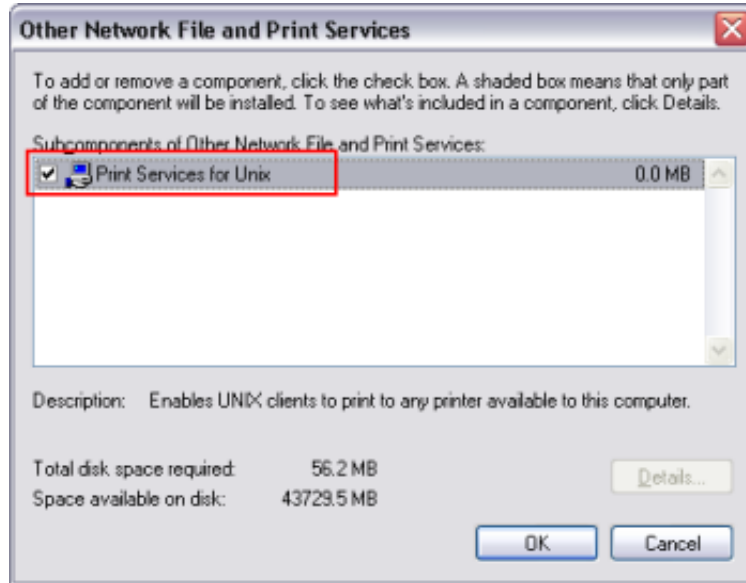 Other Network File and Print Services
To add or remove a component, click the check box. A shaded box means that only part
of the component will be installed. To see what's included in a component, click Details.
Subcomponents of Other Network File and Print Services:
Print Services for Unix 0.0 MB
Description: Enables UNIX clients to print to any printer available to this computer.
Total disk space required: 56.2 MB
Details...
Space available on disk: 43729.5 MB
OK Cancel